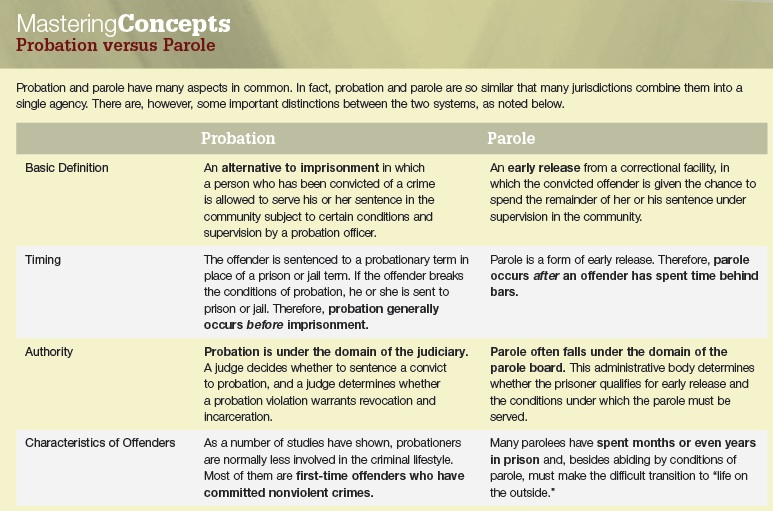 MasteringConcepts
Probation versus Parole
Probation and parole have many aspects in common. In fact, probation and parole are so similar that many jurisdictions combine them into a
single agency. There are, however, some important distinctions between the two systems, as noted below.
Probation
Parole
Basic Definition
An alternative to imprisonment in which
a person who has been convicted of a crime
is allowed to serve his or her sentence in the
community subject to certain conditions and
supervision by a probation officer.
An early release from a correctional facility, in
which the convicted offender is given the chance to
spend the remainder of her or his sentence under
supervision in the community.
Timing
The offender is sentenced to a probationary term in
place of a prison or jail term. If the offender breaks
the conditions of probation, he or she is sent to
prison or jail. Therefore, probation generally
occurs before imprisonment.
Parole is a form of early release. Therefore, parole
occurs after an offender has spent time behind
bars.
Authority
Probation is under the domain of the judiciary.
A judge decides whether to sentence a convict
to probation, and a judge determines whether
a probation violation warrants revocation and
incarceration.
Parole often falls under the domain of the
parole board. This administrative body determines
whether the prisoner qualifies for early release and
the conditions under which the parole must be
served.
Characteristics of Offenders
As a number of studies have shown, probationers
are normally less involved in the criminal lifestyle.
Most of them are first-time offenders who have
committed nonviolent crimes.
Many parolees have spent months or even years
in prison and, besides abiding by conditions of
parole, must make the difficult transition to "life on
the outside."